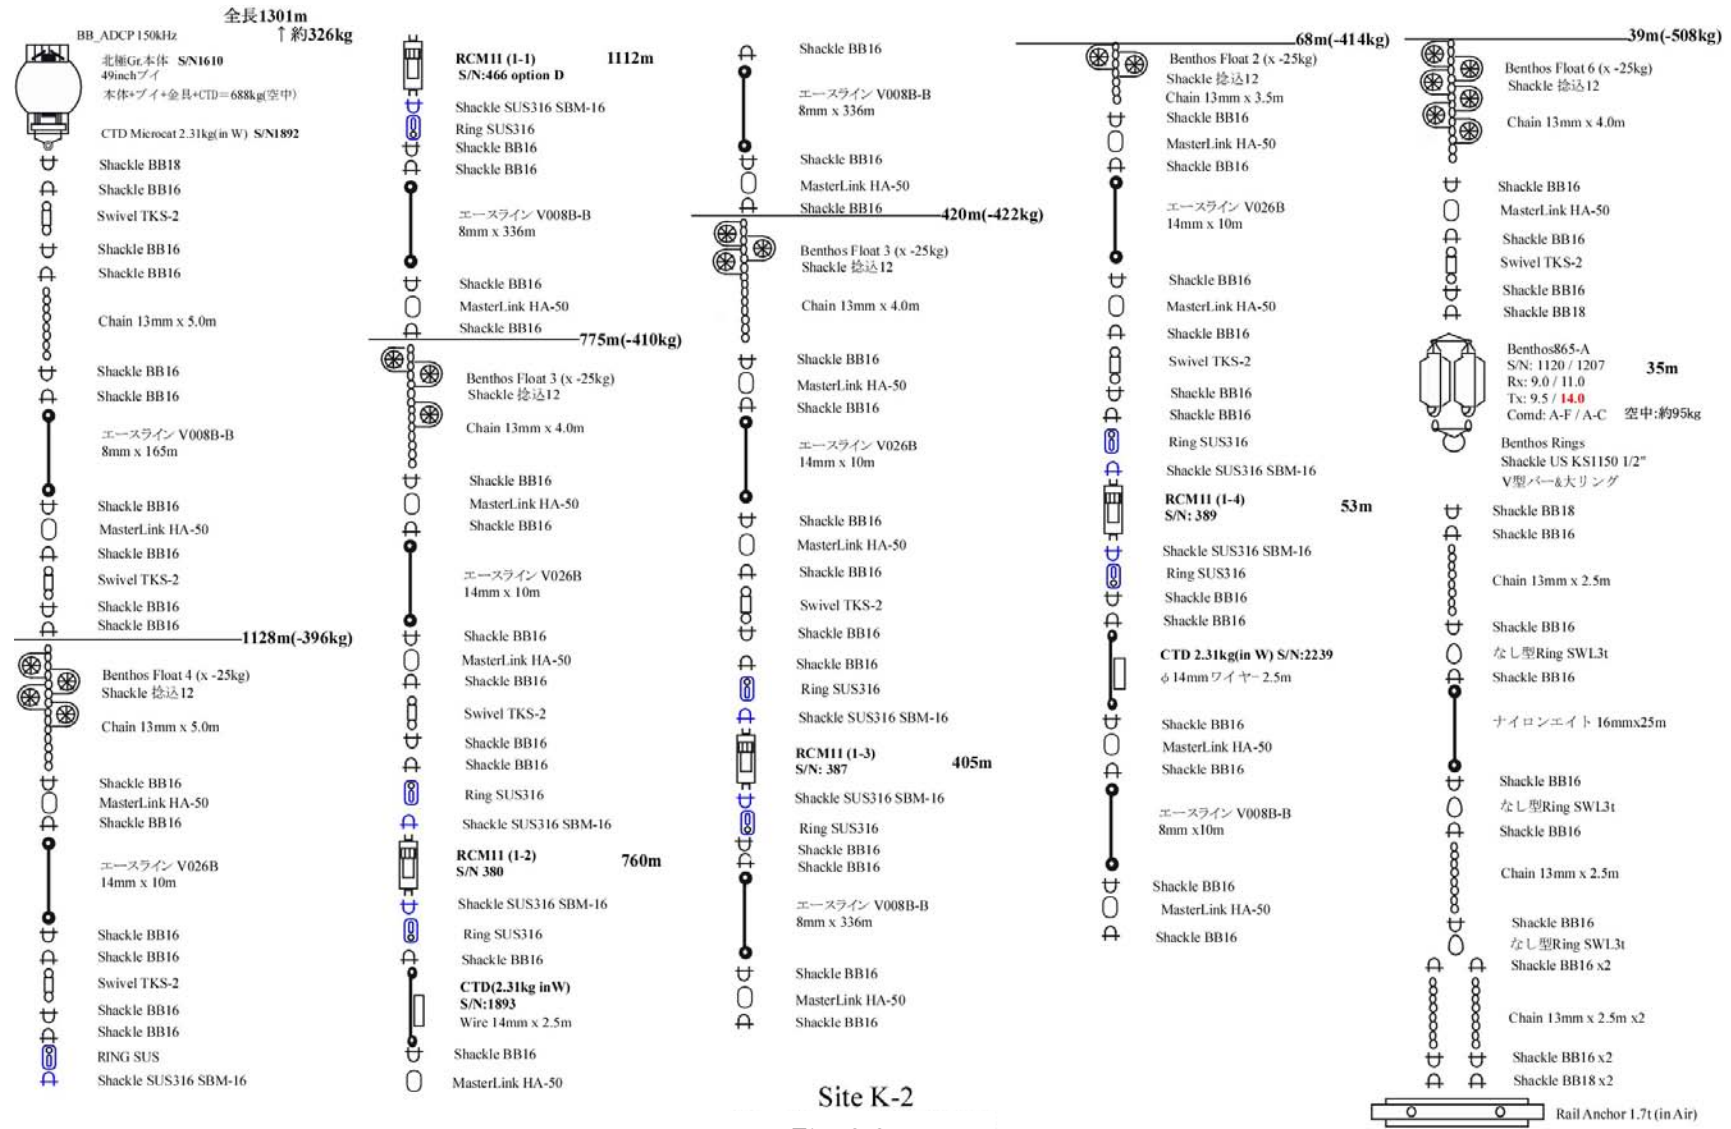 全長1301m
↑約326kg
BB_ADCP 150kHz
北極Gr.本体 S/N1610
49inchブイ
本体+ブイ+金具+CTD=688kg(空中)
CTD Microcat 2.31kg(in W) S/N1892
Shackle BB18
Shackle BB16
Swivel TKS-2
Shackle BB16
Shackle BB16
Chain 13mm x 5.0m
Shackle BB16
Shackle BB16
エースライン V008B-B
8mm x 165m
Shackle BB16
MasterLink HA-50
Shackle BB16
Swivel TKS-2
Shackle BB16
Shackle BB16
1128m(-396kg)
Benthos Float 4 (x -25kg)
Shackle 捻込12
Chain 13mm x 5.0m
Shackle BB16
MasterLink HA-50
Shackle BB16
エースライン V026B
14mm x 10m
Shackle BB16
Shackle BB16
Swivel TKS-2
Shackle BB16
Shackle BB16
RING SUS
Shackle SUS316 SBM-16
RCM11 (1-1) 1112m
S/N:466 option D
Shackle SUS316 SBM-16
Ring SUS316
Shackle BB16
Shackle BB16
エースライン V008B-B
8mm x 336m
Shackle BB16
MasterLink HA-50
Shackle BB16
775m(-410kg)
Benthos Float 3 (x -25kg)
Shackle 捻込12
Chain 13mm x 4.0m
Shackle BB16
MasterLink HA-50
Shackle BB16
エースライン V026B
14mm x 10m
Shackle BB16
MasterLink HA-50
Shackle BB16
Swivel TKS-2
Shackle BB16
Shackle BB16
Ring SUS316
Shackle SUS316 SBM-16
RCM11 (1-2) 760m
S/N 380
Shackle SUS316 SBM-16
Ring SUS316
Shackle BB16
CTD(2.31kg inW)
S/N:1893
Wire 14mm x 2.5m
Shackle BB16
MasterLink HA-50
Shackle BB16
エースライン V008B-B
8mm x 336m
Shackle BB16
MasterLink HA-50
Shackle BB16
420m(-422kg)
Benthos Float 3 (x -25kg)
Shackle 捻込12
Chain 13mm x 4.0m
Shackle BB16
MasterLink HA-50
Shackle BB16
エースライン V026B
14mm x 10m
Shackle BB16
MasterLink HA-50
Shackle BB16
Swivel TKS-2
Shackle BB16
Shackle BB16
Ring SUS316
Shackle SUS316 SBM-16
RCM11 (1-3) 405m
S/N: 387
Shackle SUS316 SBM-16
Ring SUS316
Shackle BB16
Shackle BB16
エースライン V008B-B
8mm x 336m
Shackle BB16
MasterLink HA-50
Shackle BB16
68m(-414kg)
Benthos Float 2 (x -25kg)
Shackle 捻込12
Chain 13mm x 3.5m
Shackle BB16
MasterLink HA-50
Shackle BB16
エースライン V026B
14mm x 10m
Shackle BB16
MasterLink HA-50
Shackle BB16
Swivel TKS-2
Shackle BB16
Shackle BB16
Ring SUS316
Shackle SUS316 SBM-16
RCM11 (1-4) 53m
S/N: 389
Shackle SUS316 SBM-16
Ring SUS316
Shackle BB16
Shackle BB16
CTD 2.31kg(in W) S/N:2239
φ14mmワイヤー 2.5m
Shackle BB16
MasterLink HA-50
Shackle BB16
エースライン V008B-B
8mm x10m
Shackle BB16
MasterLink HA-50
Shackle BB16
39m(-508kg)
Benthos Float 6 (x -25kg)
Shackle 捻込12
Chain 13mm x 4.0m
Shackle BB16
MasterLink HA-50
Shackle BB16
Swivel TKS-2
Shackle BB16
Shackle BB18
Benthos865-A
S/N: 1120 / 1207 35m
Rx: 9.0 / 11.0
Tx: 9.5 / 14.0
Comd: A-F / A-C 空中:約95kg
Benthos Rings
Shackle US KS1150 1/2"
V型バー&大リング
Shackle BB18
Shackle BB16
Chain 13mm x 2.5m
Shackle BB16
なし型Ring SWL3t
Shackle BB16
ナイロンエイト 16mmx25m
Shackle BB16
なし型Ring SWL3t
Shackle BB16
Chain 13mm x 2.5m
Shackle BB16
なし型Ring SWL3t
Shackle BB16 x2
Chain 13mm x 2.5m x2
Shackle BB16 x2
Shackle BB18 x2
Rail Anchor 1.7t (in Air)
Site K-2